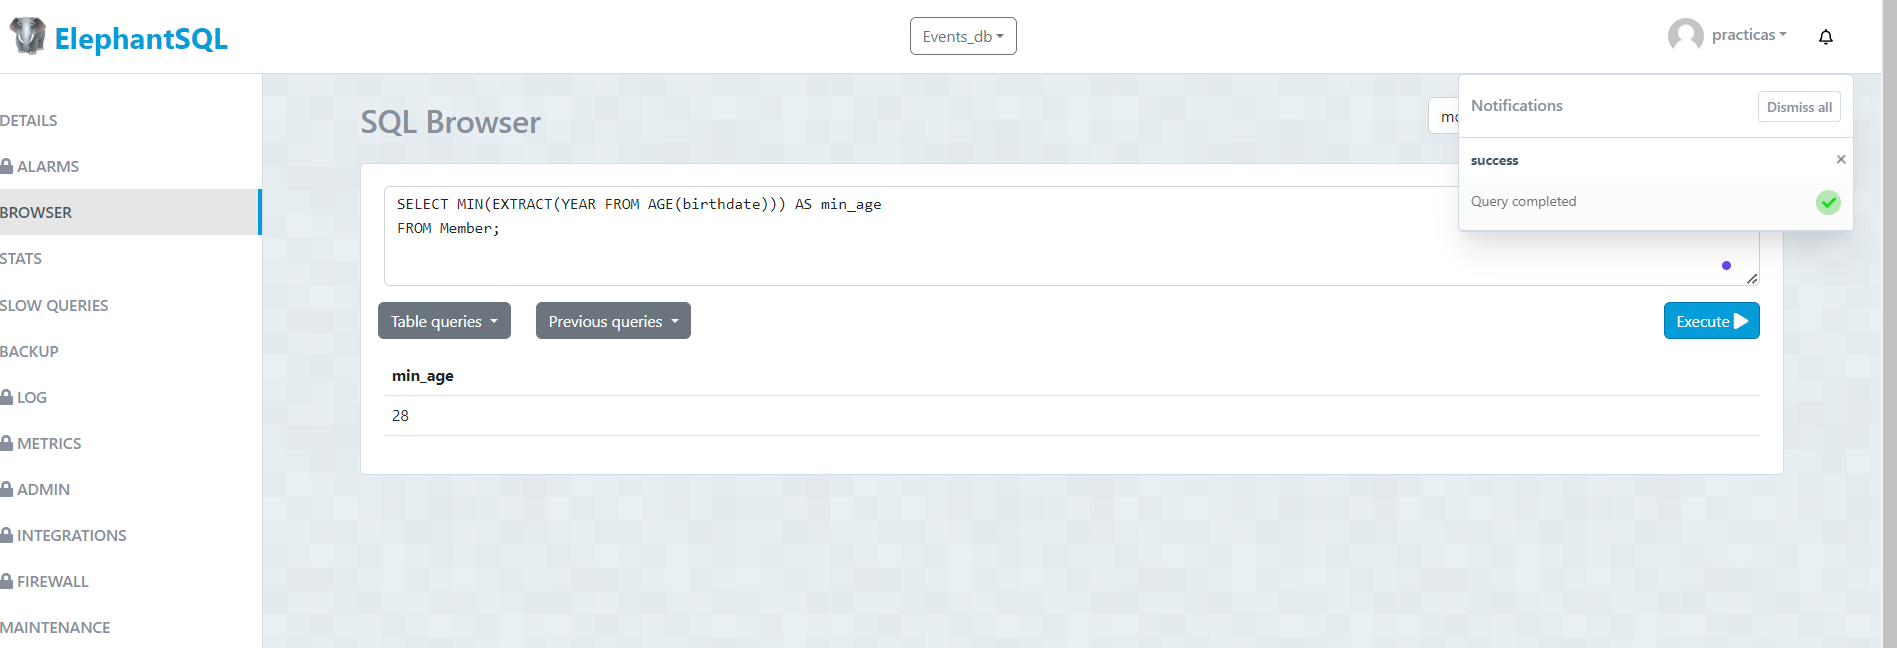 ElephantSQL
Events_db
practicas
DETAILS
ALARMS
BROWSER
STATS
SLOW QUERIES
BACKUP
LOG
METRICS
ADMIN
INTEGRATIONS
FIREWALL
MAINTENANCE
SQL Browser
Notifications
Dismiss all
success
Query completed
SELECT MIN(EXTRACT(YEAR FROM AGE(birthdate))) AS min_age
FROM Member;
Table queries
Previous queries
Execute
min_age
28